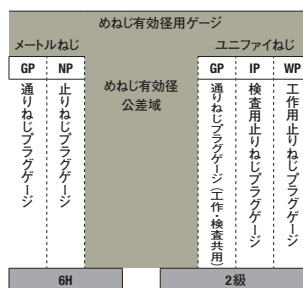 めねじ有効径用ゲージ
メートルねじ
ユニファイねじ
GP
NP
めねじ有効径
公差域
GP
IP
WP
通りねじプラグゲージ
止りねじプラグゲージ
通りねじプラグゲージ（工作・検査共用）
検査用止りねじプラグゲージ
工作用止りねじプラグゲージ
6H
2級